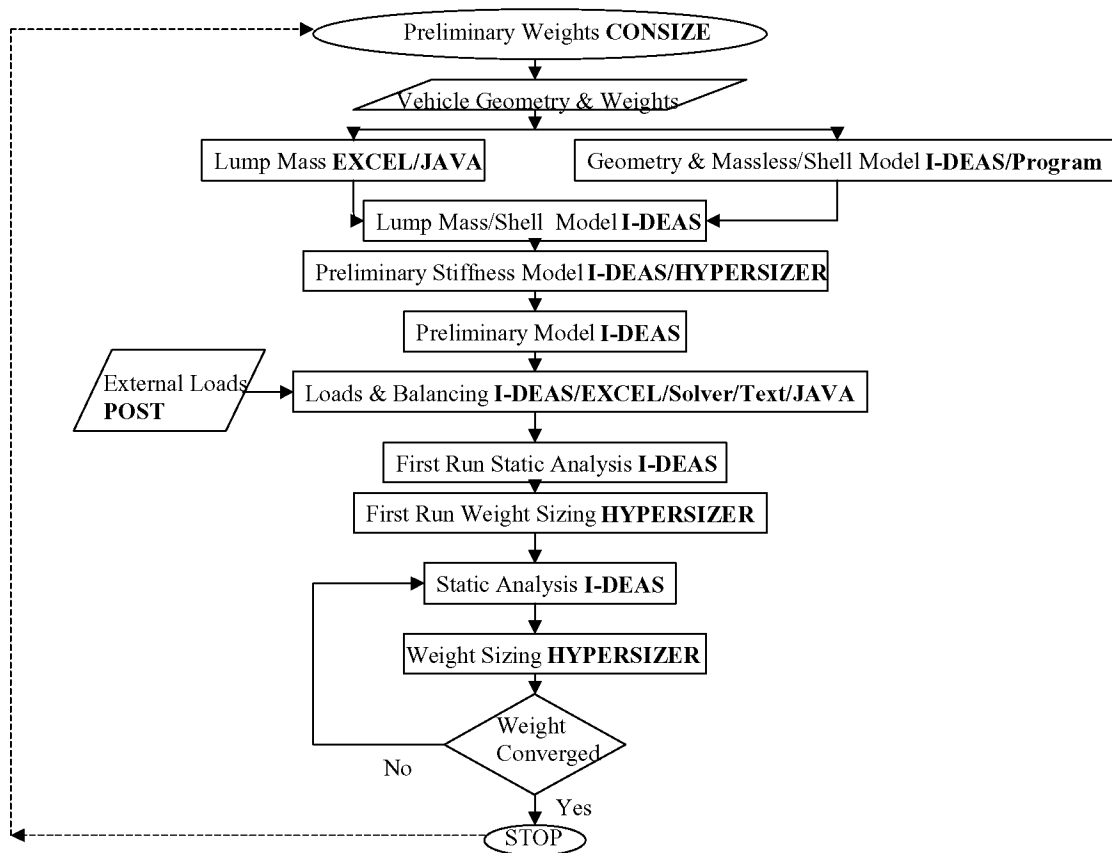 Preliminary Weights CONSIZE
Vehicle Geometry & Weights
Lump Mass EXCEL/JAVA
Geometry & Massless/Shell Model I-DEAS/Program
Lump Mass/Shell Model I-DEAS
Preliminary Stiffness Model I-DEAS/HYPERSIZER
Preliminary Model I-DEAS
External Loads
POST
Loads & Balancing I-DEAS/EXCEL/Solver/Text/JAVA
First Run Static Analysis I-DEAS
First Run Weight Sizing HYPERSIZER
Static Analysis I-DEAS
Weight Sizing HYPERSIZER
Weight
Converged
No
Yes
STOP